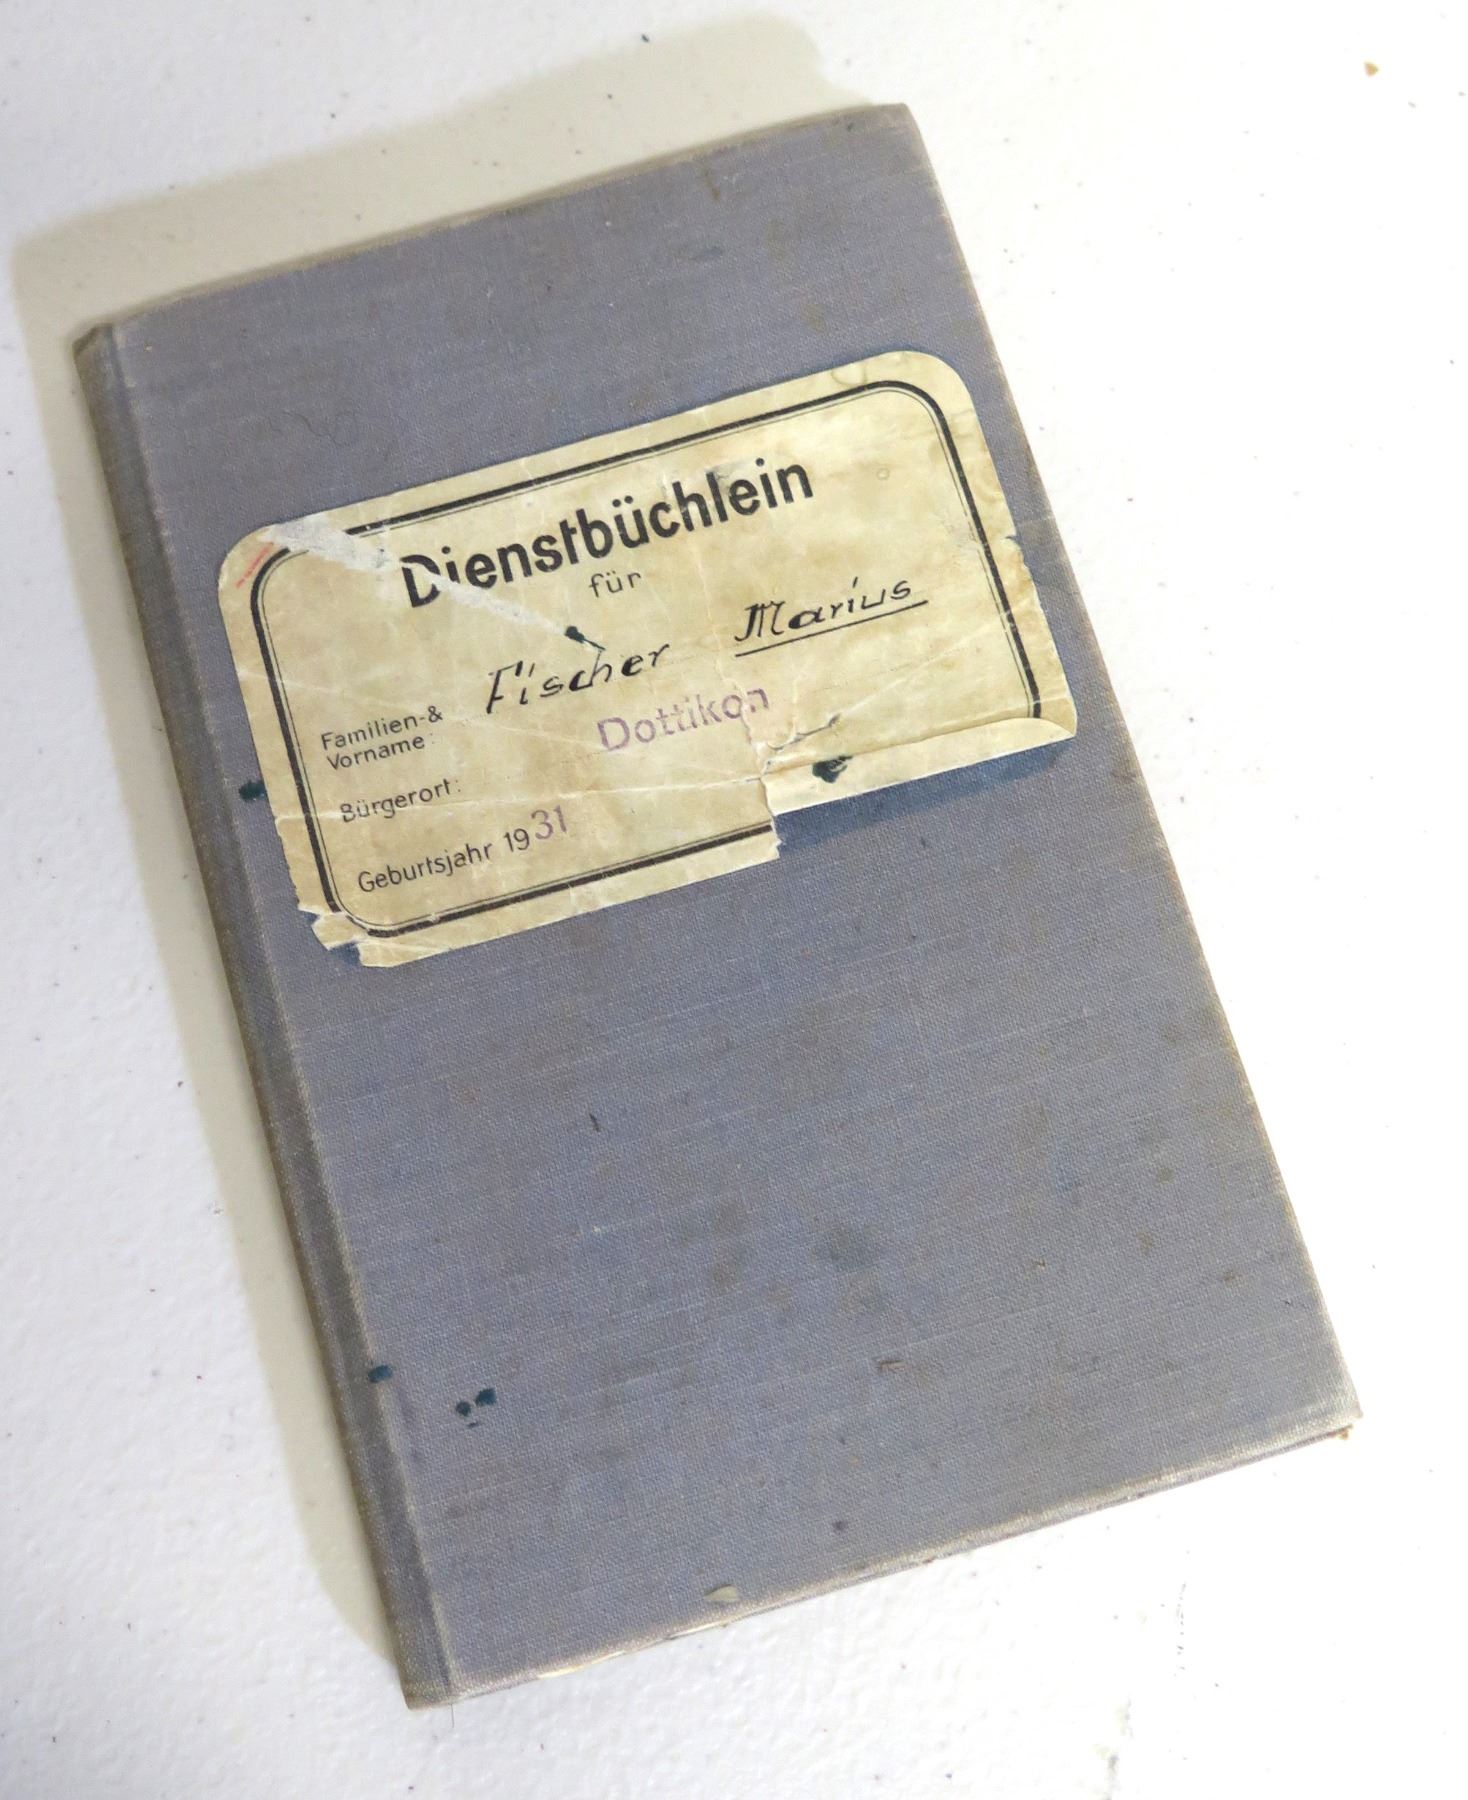 Dienstbüchlein
für
Familien-& Vorname: Fischer Marius
Bürgerort: Dottikon
Geburtsjahr 1931